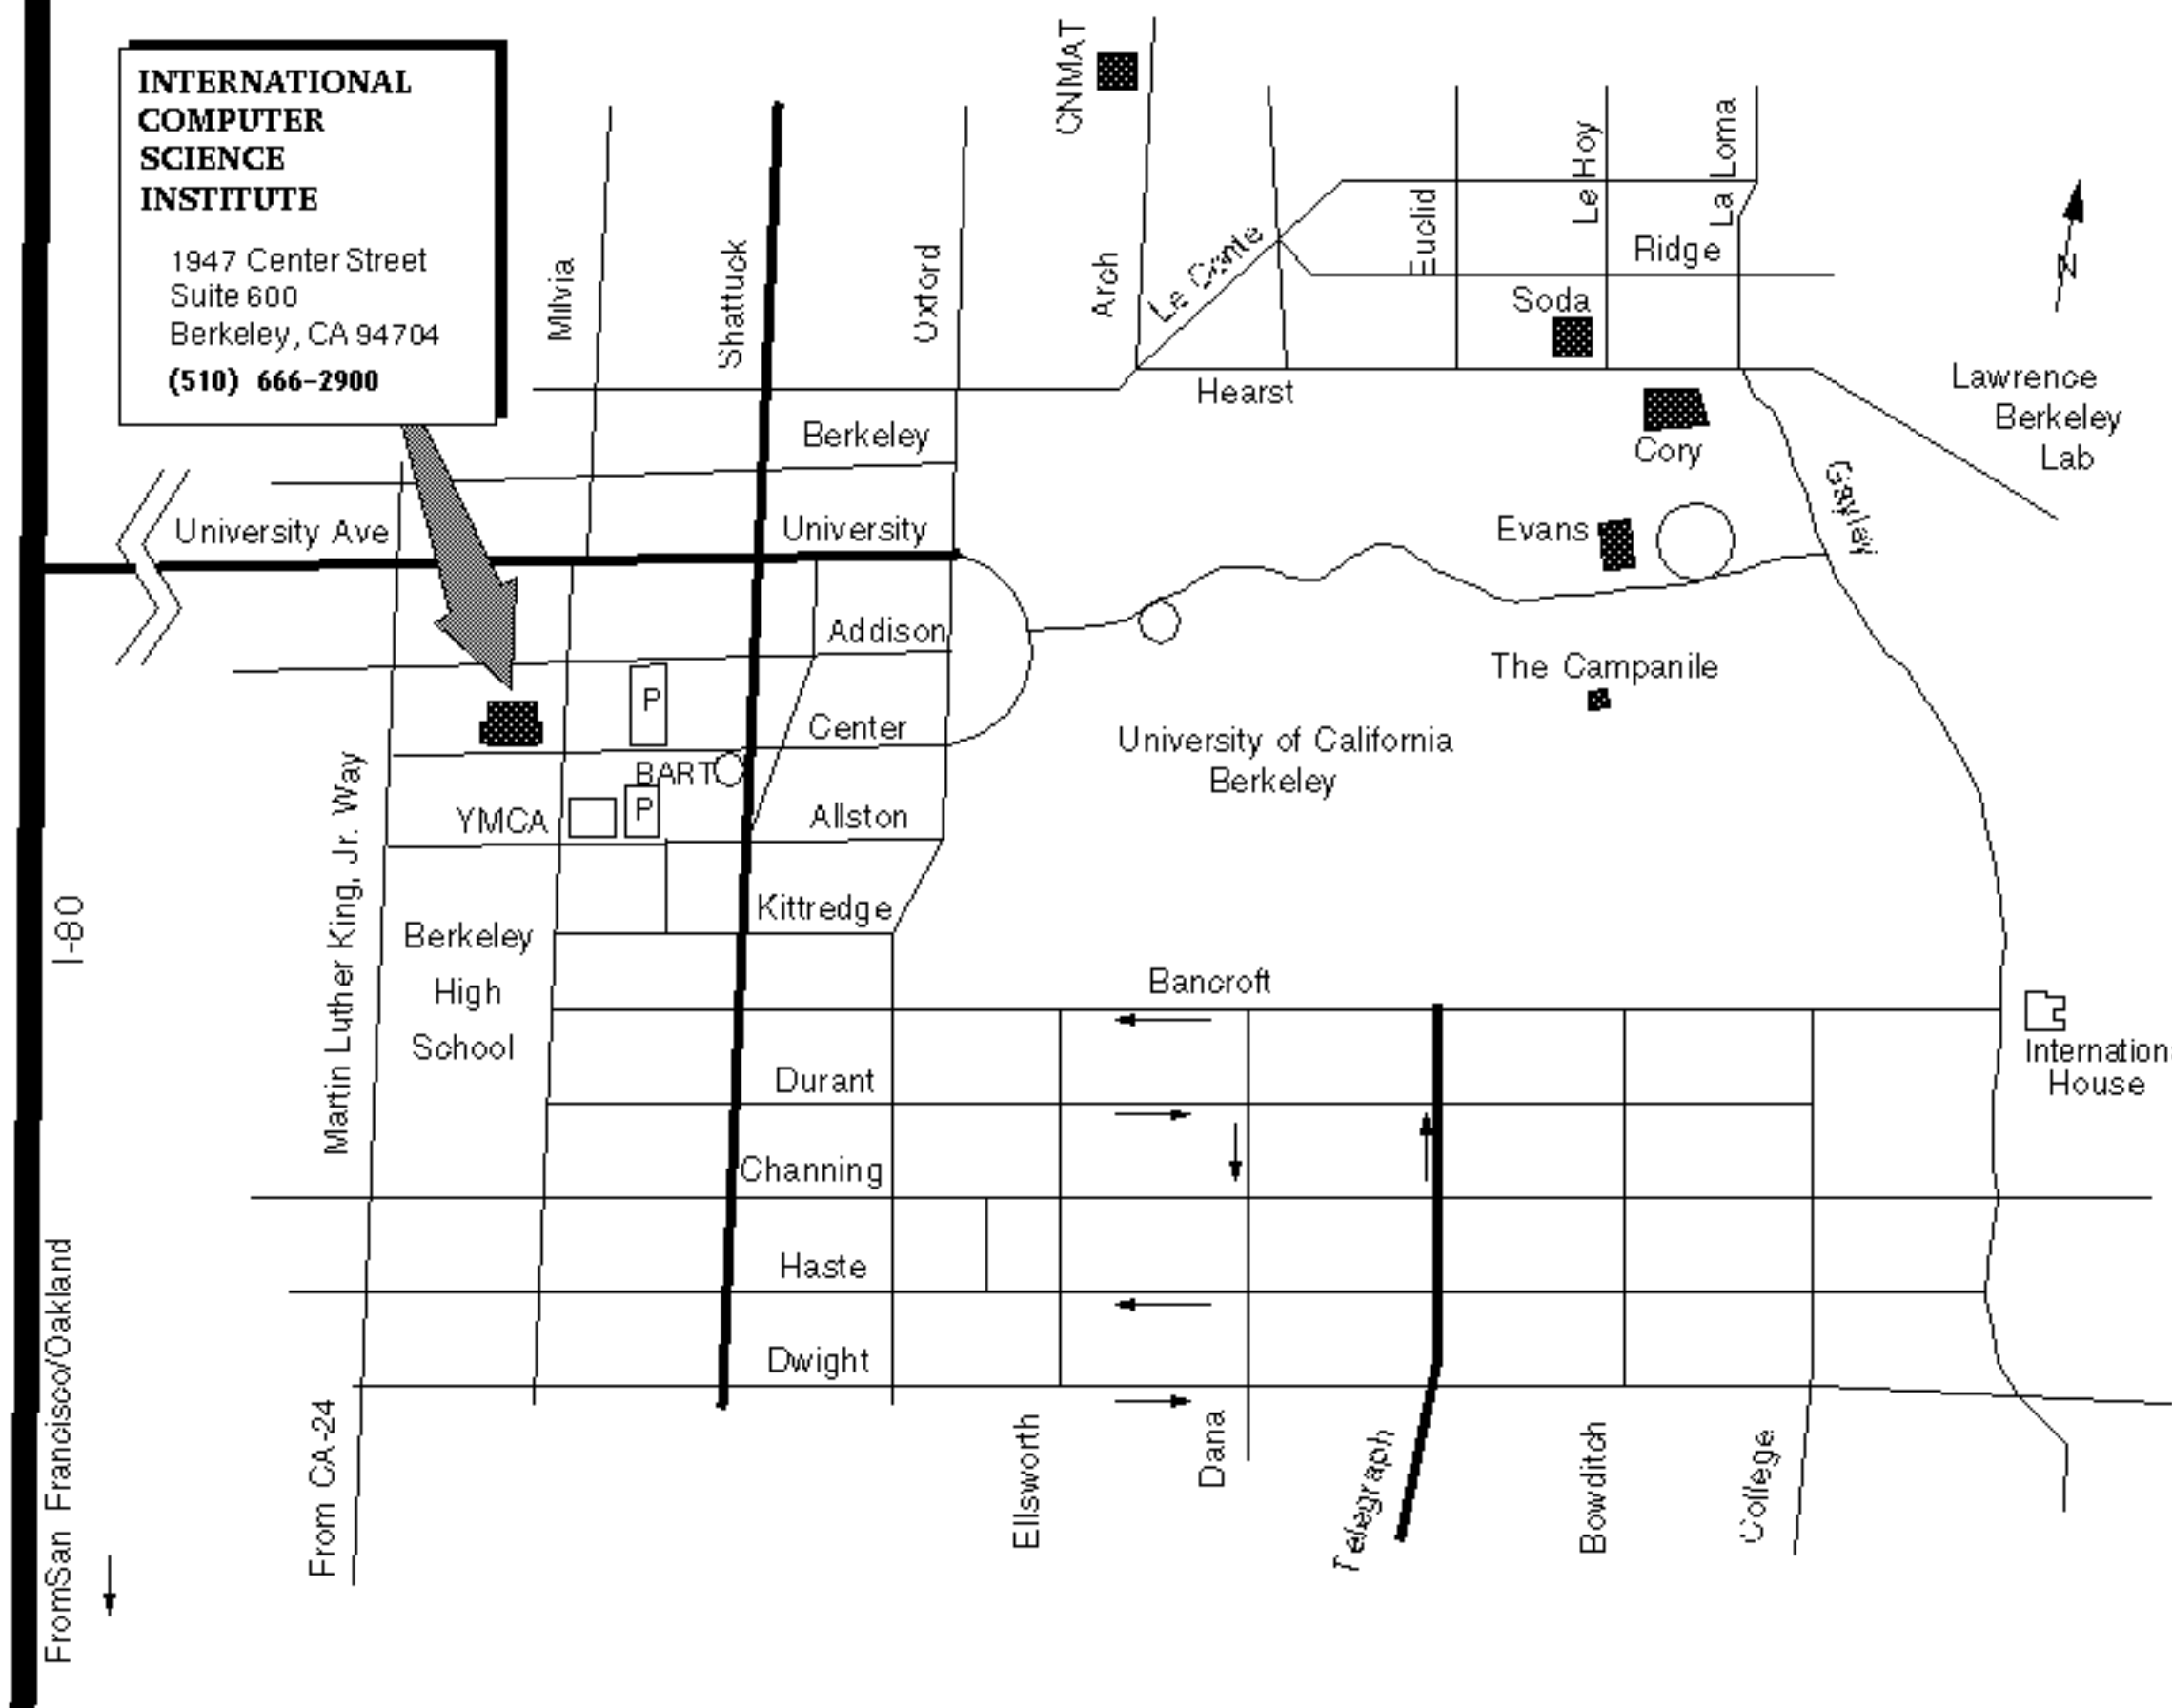 INTERNATIONAL
COMPUTER
SCIENCE
INSTITUTE
1947 Center Street
Suite 600
Berkeley, CA 94704
(510) 666-2900
CNMAT
Milvia
Shattuck
Oxford
Arch
Le Conte
Euclid
Le Hoy
La Loma
Ridge
Soda
N
Hearst
Lawrence
Berkeley
Lab
Berkeley
Cory
University Ave
University
Evans
Gayley
Addison
The Campanile
P
Center
University of California
Berkeley
BART
YMCA
P
Allston
Martin Luther King, Jr. Way
I-80
Kittredge
Berkeley
High
School
Bancroft
Internation
House
Durant
Channing
Haste
Dwight
FromSan Francisco/Oakland
From CA-24
Ellsworth
Dana
Telegraph
Bowditch
College